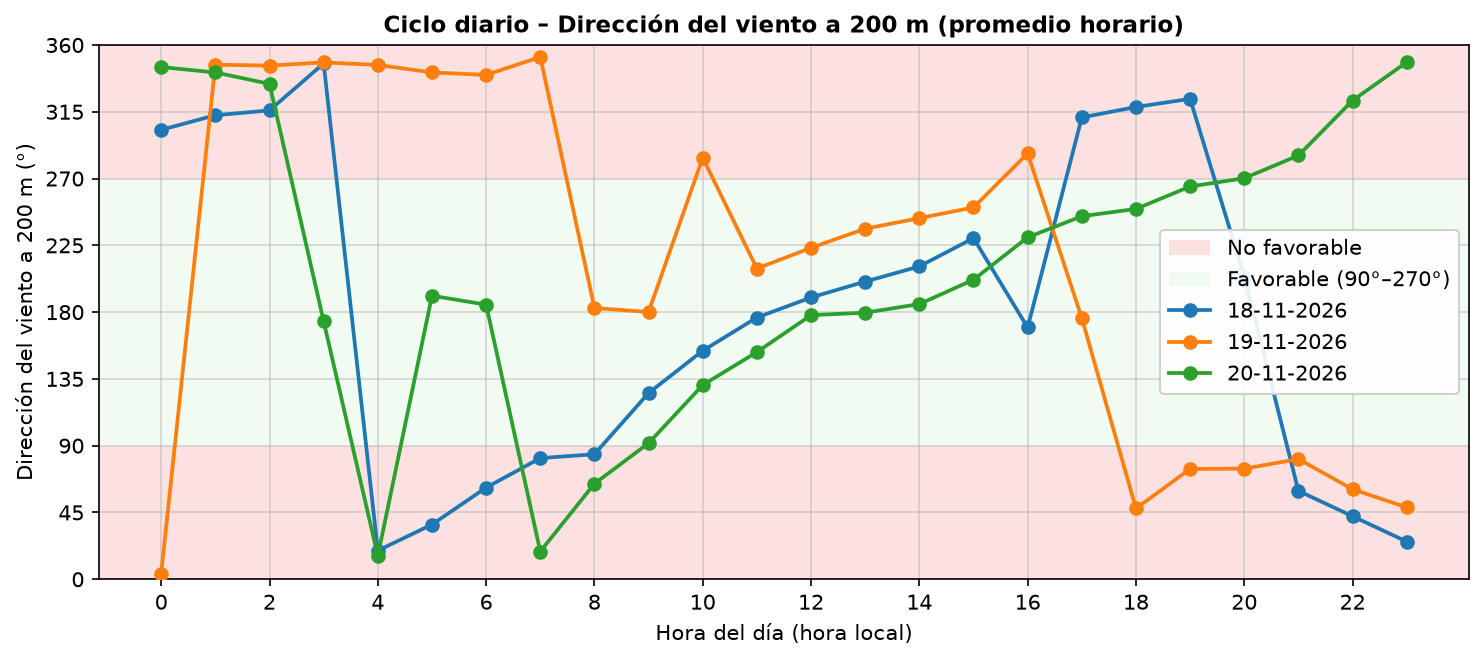 Ciclo diario – Dirección del viento a 200 m (promedio horario)
Dirección del viento a 200 m (°)
360
315
270
225
180
135
90
45
0
No favorable
Favorable (90°–270°)
18-11-2026
19-11-2026
20-11-2026
0 2 4 6 8 10 12 14 16 18 20 22
Hora del día (hora local)